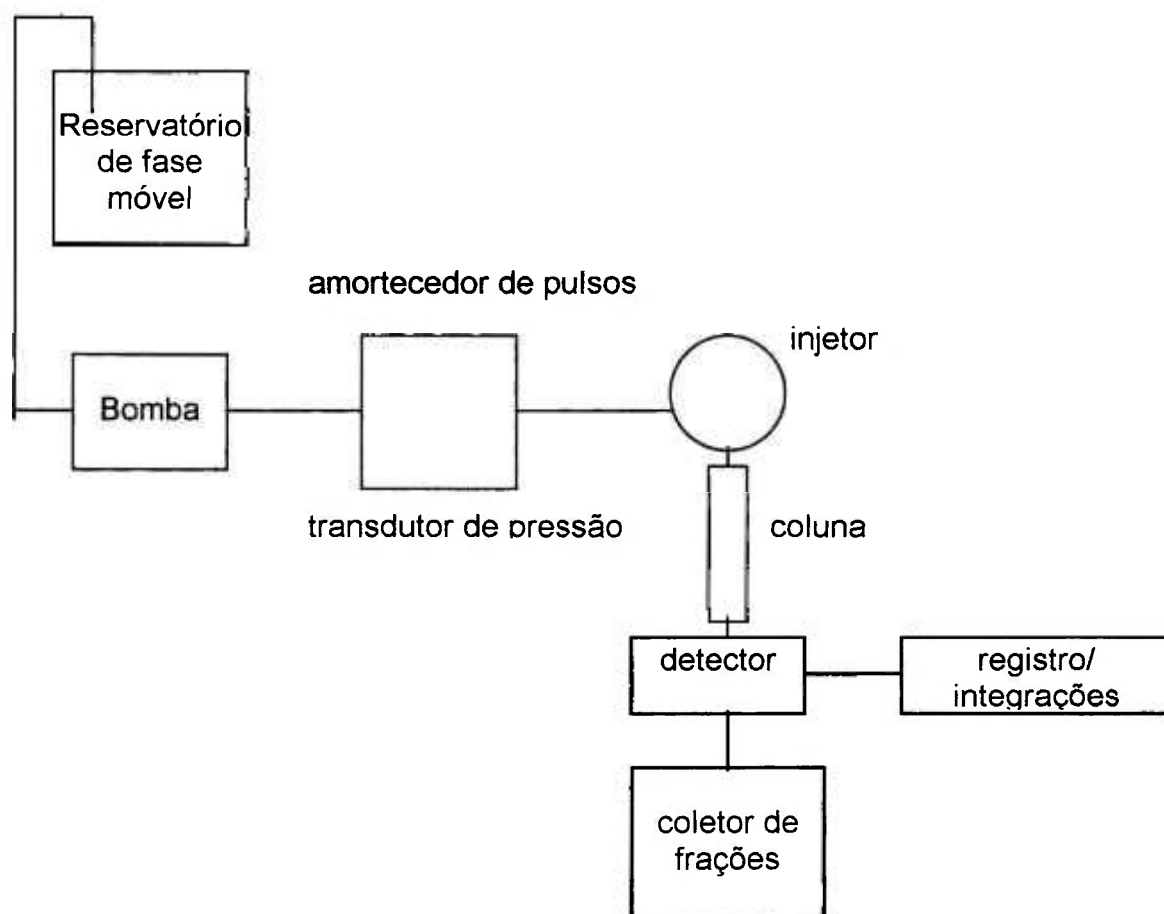 Reservatório
de fase
móvel
amortecedor de pulsos
injetor
Bomba
transdutor de pressão
coluna
detector
registro/
integrações
coletor de
frações